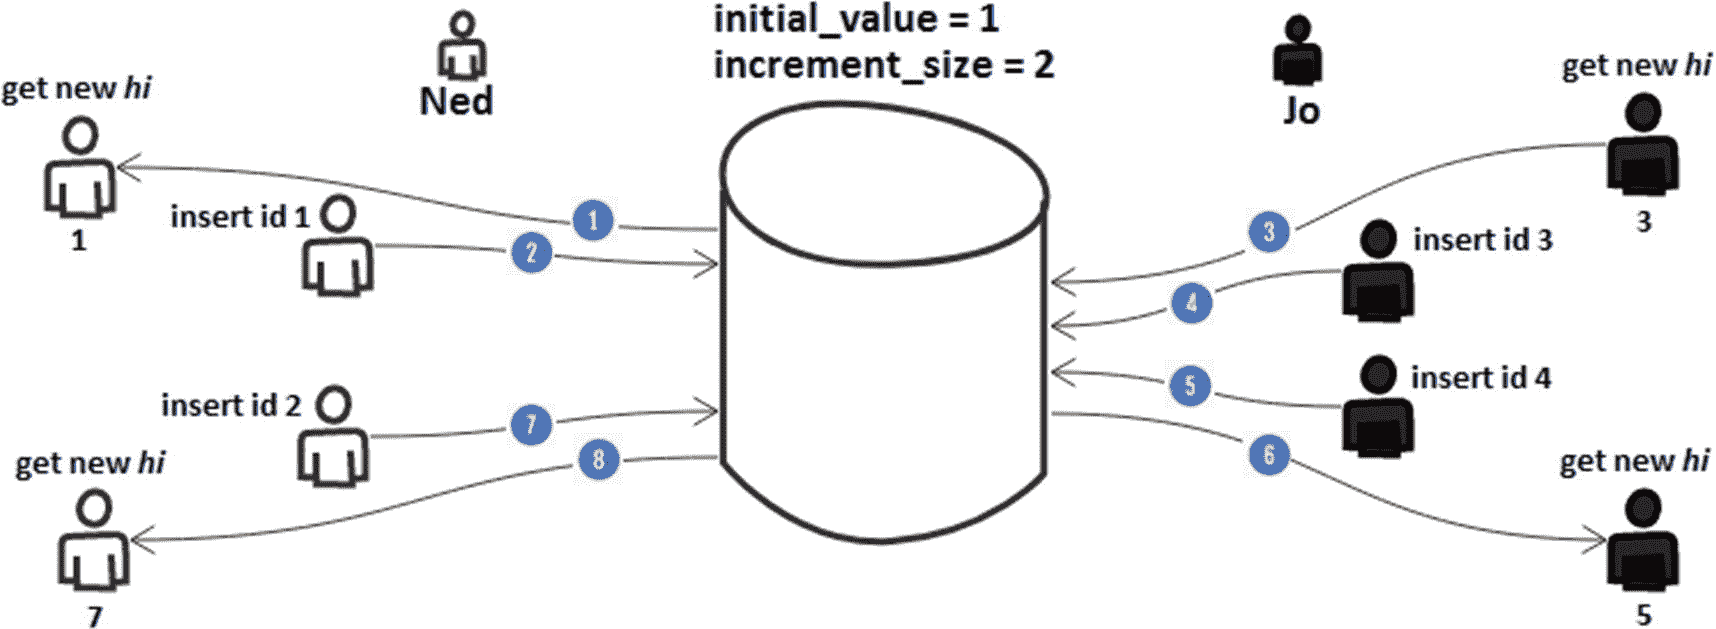 initial_value = 1
increment_size = 2
Ned
Jo
get new hi
1
insert id 1
1
2
get new hi
3
3
insert id 3
4
insert id 2
7
8
get new hi
7
5
insert id 4
6
get new hi
5